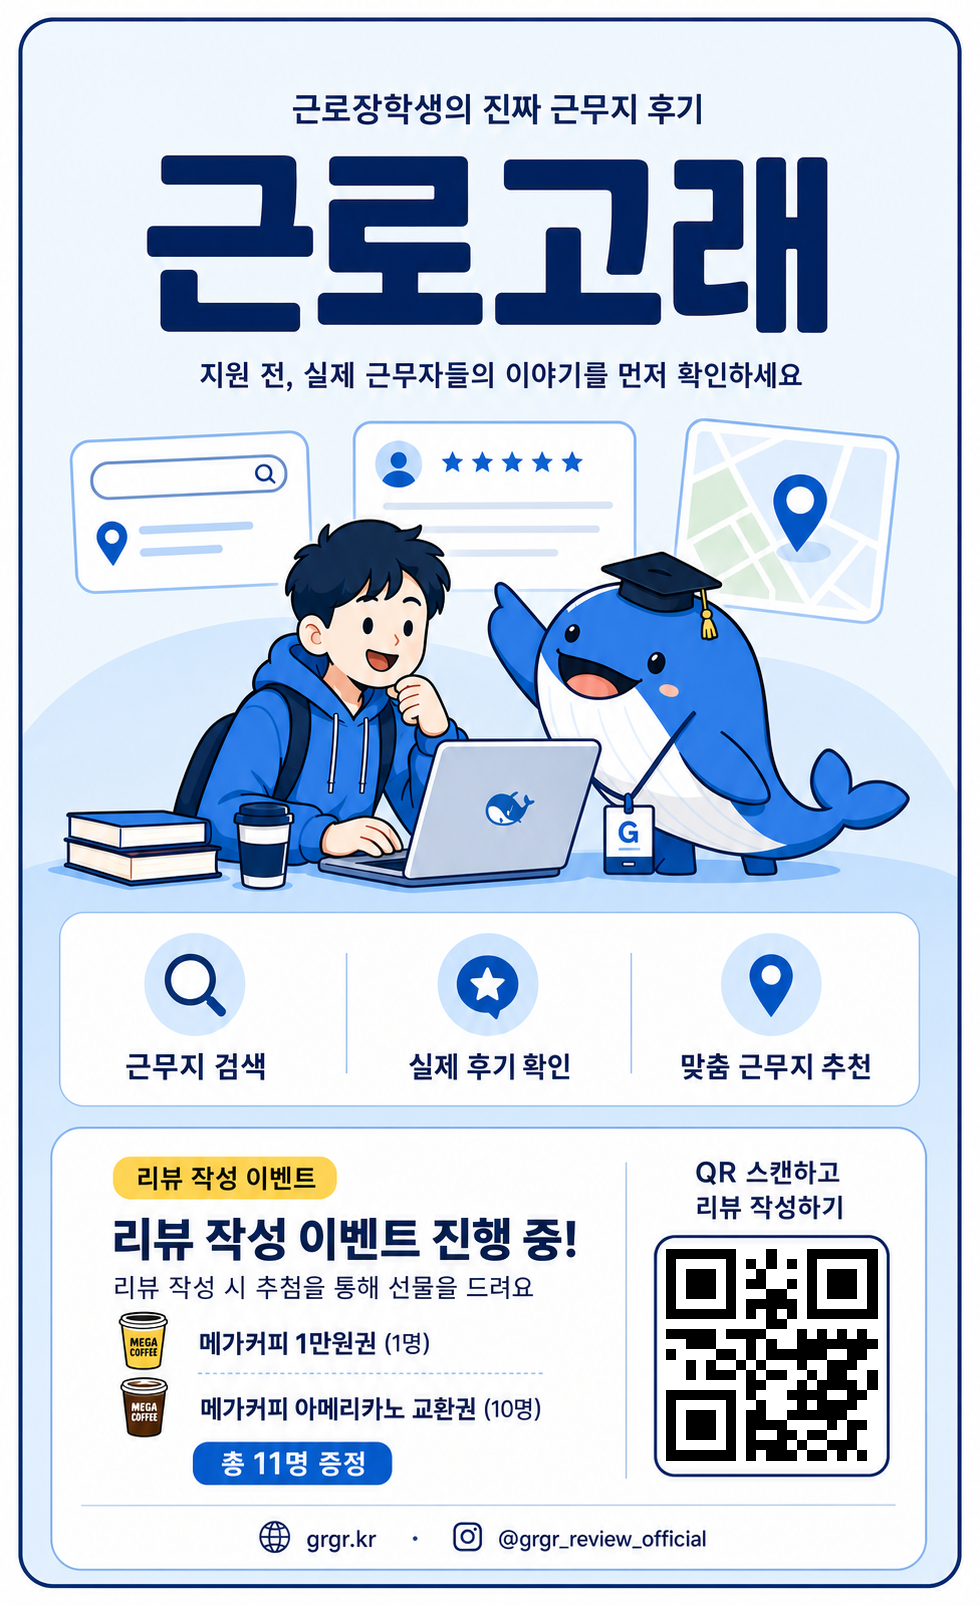 근로장학생의 진짜 근무지 후기
근로고래
지원 전, 실제 근무자들의 이야기를 먼저 확인하세요
G
근무지 검색
실제 후기 확인
맞춤 근무지 추천
리뷰 작성 이벤트
리뷰 작성 이벤트 진행 중!
리뷰 작성 시 추첨을 통해 선물을 드려요
MEGA
COFFEE
메가커피 1만원권 (1명)
MEGA
COFFEE
메가커피 아메리카노 교환권 (10명)
총 11명 증정
QR 스캔하고
리뷰 작성하기
grgr.kr · @grgr_review_official